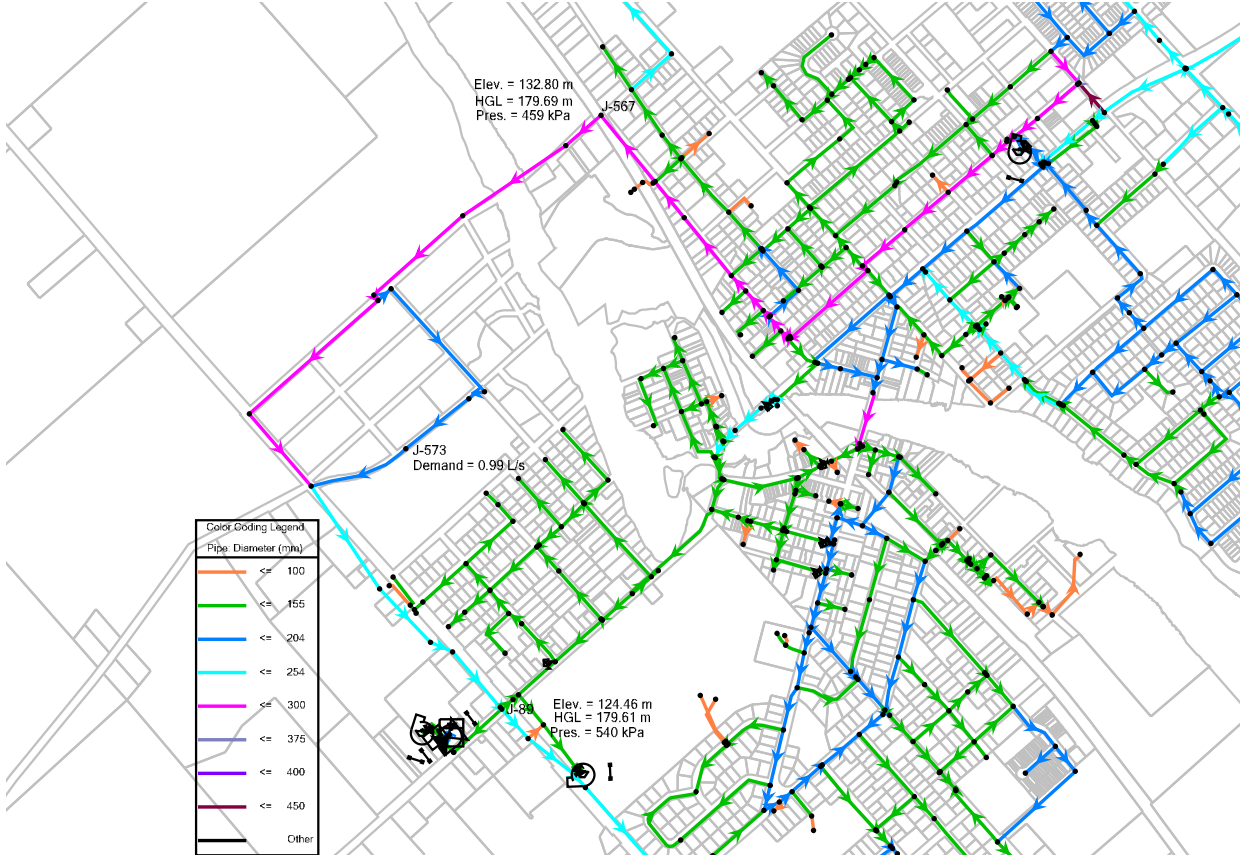 Elev. = 132.80 m
HGL = 179.69 m
Pres. = 459 kPa
J-567
J-573
Demand = 0.99 L/s
Color Coding Legend
Pipe: Diameter (mm)
<= 100
<= 155
<= 204
<= 254
<= 300
<= 375
<= 400
<= 450
Other
J-89
Elev. = 124.46 m
HGL = 179.61 m
Pres. = 540 kPa